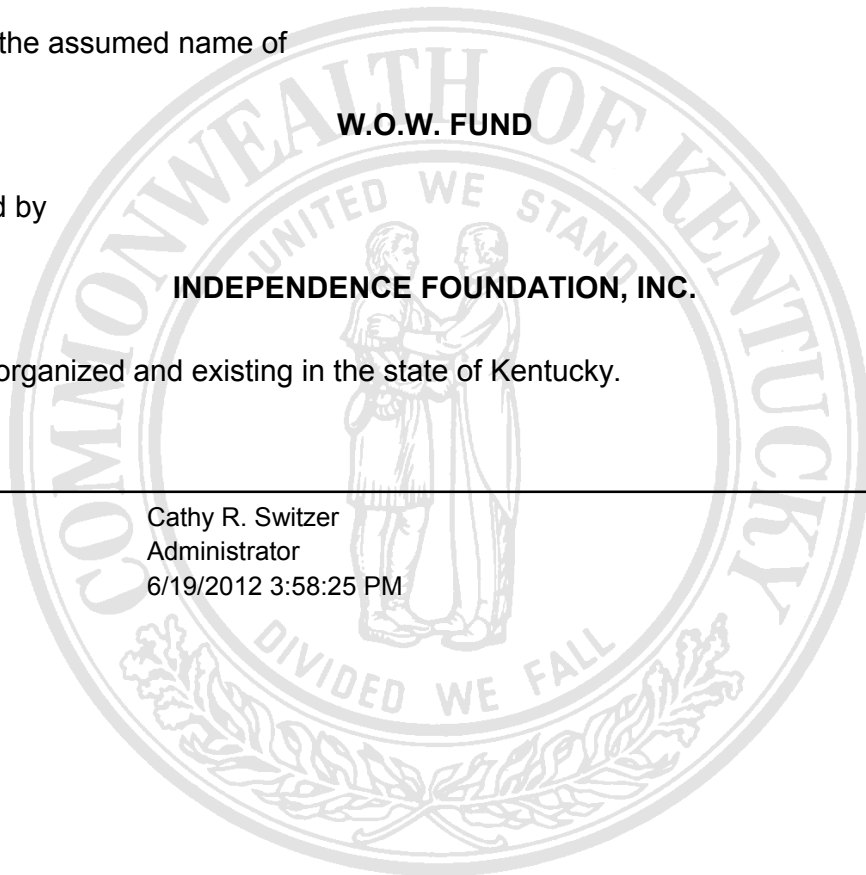 the assumed name of
W.O.W. FUND
d by
INDEPENDENCE FOUNDATION, INC.
organized and existing in the state of Kentucky.
Cathy R. Switzer
Administrator
6/19/2012 3:58:25 PM
COMMONWEALTH OF KENTUCKY
UNITED WE STAND
DIVIDED WE FALL